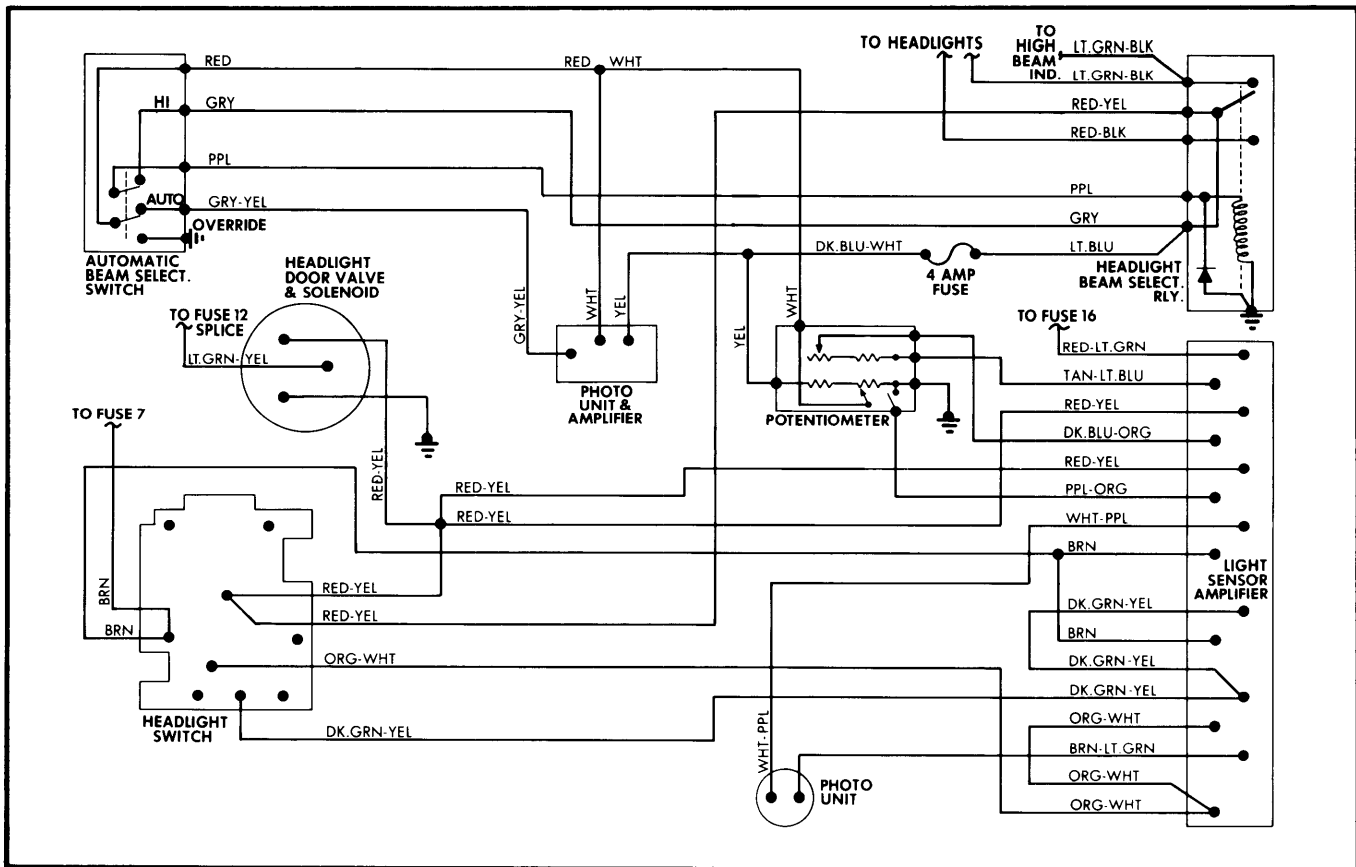 TO HEADLIGHTS
TO
HIGH
BEAM
IND.
LT.GRN-BLK
RED
RED
WHT
LT.GRN-BLK
HI
GRY
RED-YEL
RED-BLK
PPL
PPL
AUTO
GRY-YEL
GRY
OVERRIDE
AUTOMATIC
BEAM SELECT.
SWITCH
HEADLIGHT
DOOR VALVE
& SOLENOID
DK.BLU-WHT
4 AMP
FUSE
LT.BLU
HEADLIGHT
BEAM SELECT.
RLY.
GRY-YEL
WHT
YEL
YEL
WHT
TO FUSE 12
SPLICE
LT.GRN-YEL
TO FUSE 16
RED-LT.GRN
TAN-LT.BLU
PHOTO
UNIT &
AMPLIFIER
POTENTIOMETER
RED-YEL
TO FUSE 7
DK.BLU-ORG
RED-YEL
RED-YEL
RED-YEL
PPL-ORG
RED-YEL
WHT-PPL
BRN
LIGHT
SENSOR
AMPLIFIER
BRN
RED-YEL
RED-YEL
BRN
DK.GRN-YEL
BRN
ORG-WHT
DK.GRN-YEL
DK.GRN-YEL
HEADLIGHT
SWITCH
DK.GRN-YEL
ORG-WHT
WHT-PPL
BRN-LT.GRN
PHOTO
UNIT
ORG-WHT
ORG-WHT